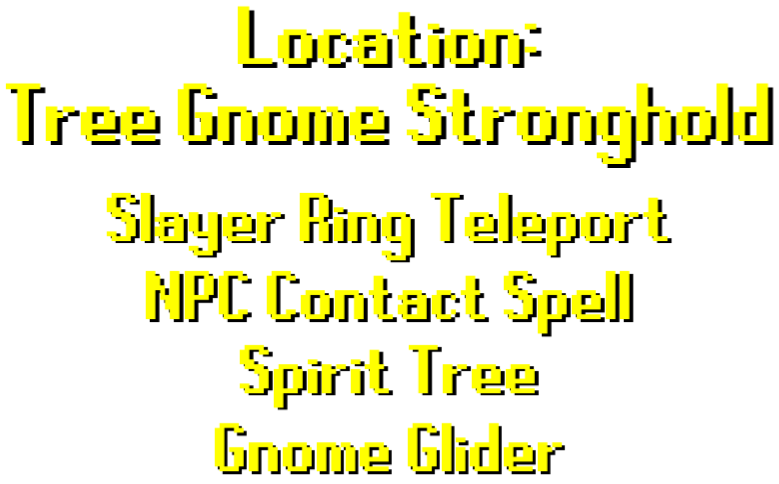 Location:
Tree Gnome Stronghold
Slayer Ring Teleport
NPC Contact Spell
Spirit Tree
Gnome Glider